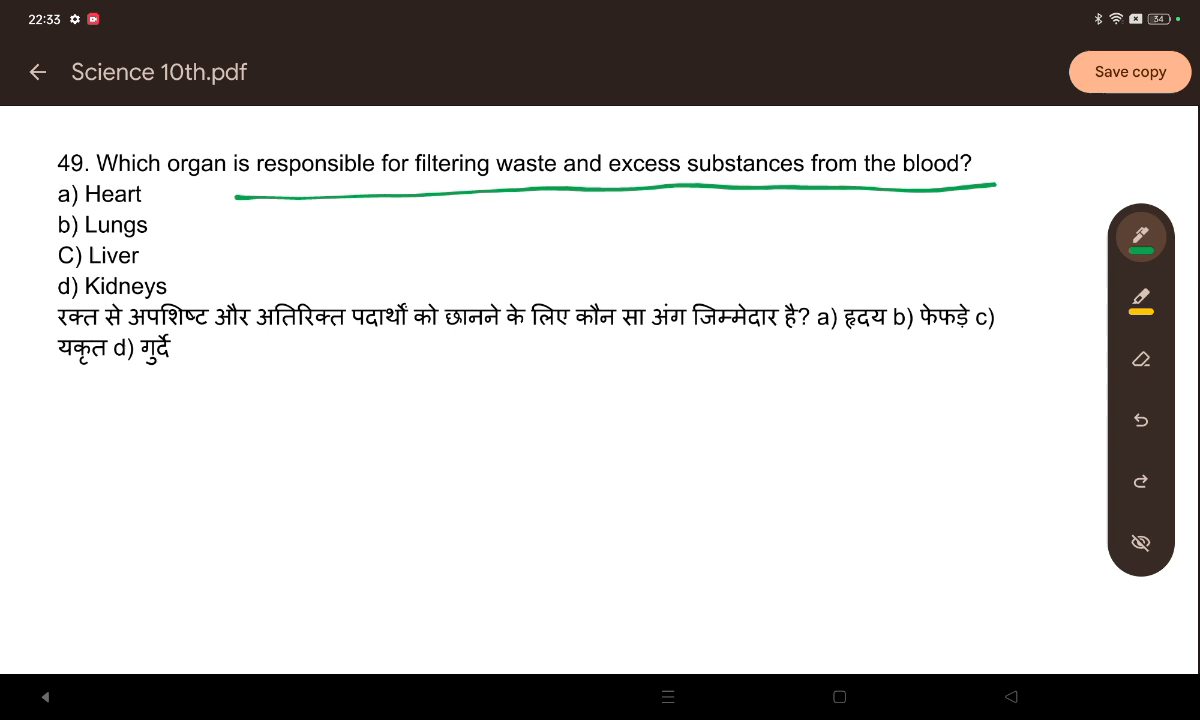 22:33
34
Science 10th.pdf
Save copy
49. Which organ is responsible for filtering waste and excess substances from the blood?
a) Heart
b) Lungs
C) Liver
d) Kidneys
रक्त से अपशिष्ट और अतिरिक्त पदार्थों को छानने के लिए कौन सा अंग जिम्मेदार है? a) हृदय b) फेफड़े c)
यकृत d) गुर्दे